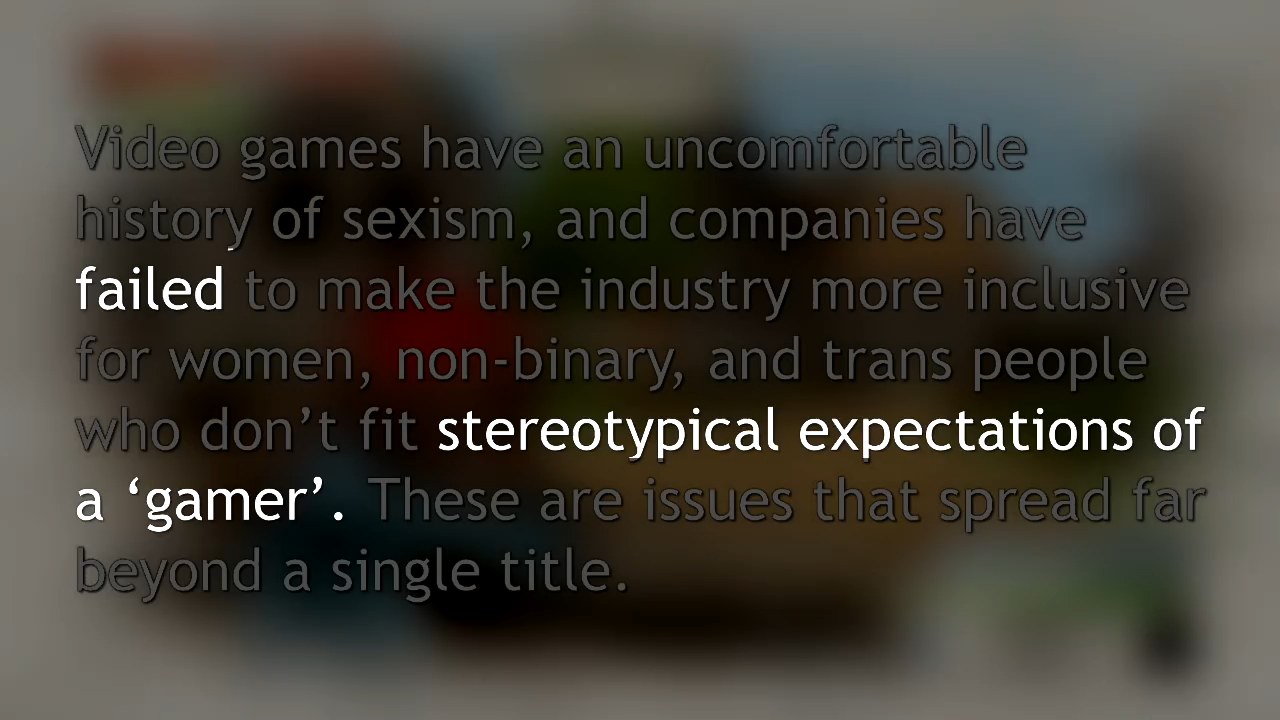 Video games have an uncomfortable
history of sexism, and companies have
failed to make the industry more inclusive
for women, non-binary, and trans people
who don’t fit stereotypical expectations of
a ‘gamer’. These are issues that spread far
beyond a single title.